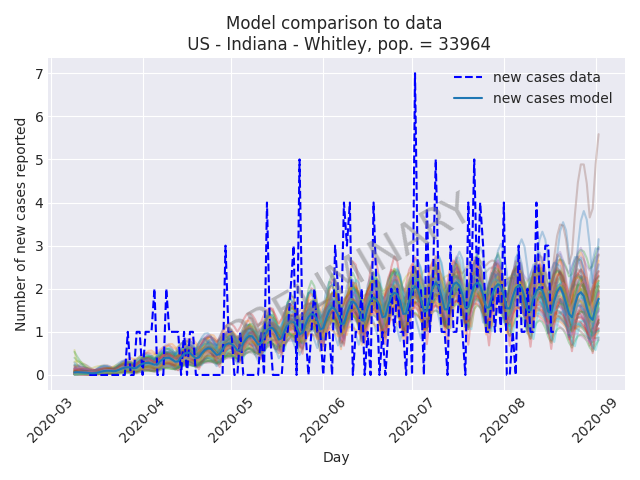 Model comparison to data
US - Indiana - Whitley, pop. = 33964
Number of new cases reported
7
6
5
4
3
2
1
0
new cases data
new cases model
PRELIMINARY
2020-03
2020-04
2020-05
2020-06
2020-07
2020-08
2020-09
Day